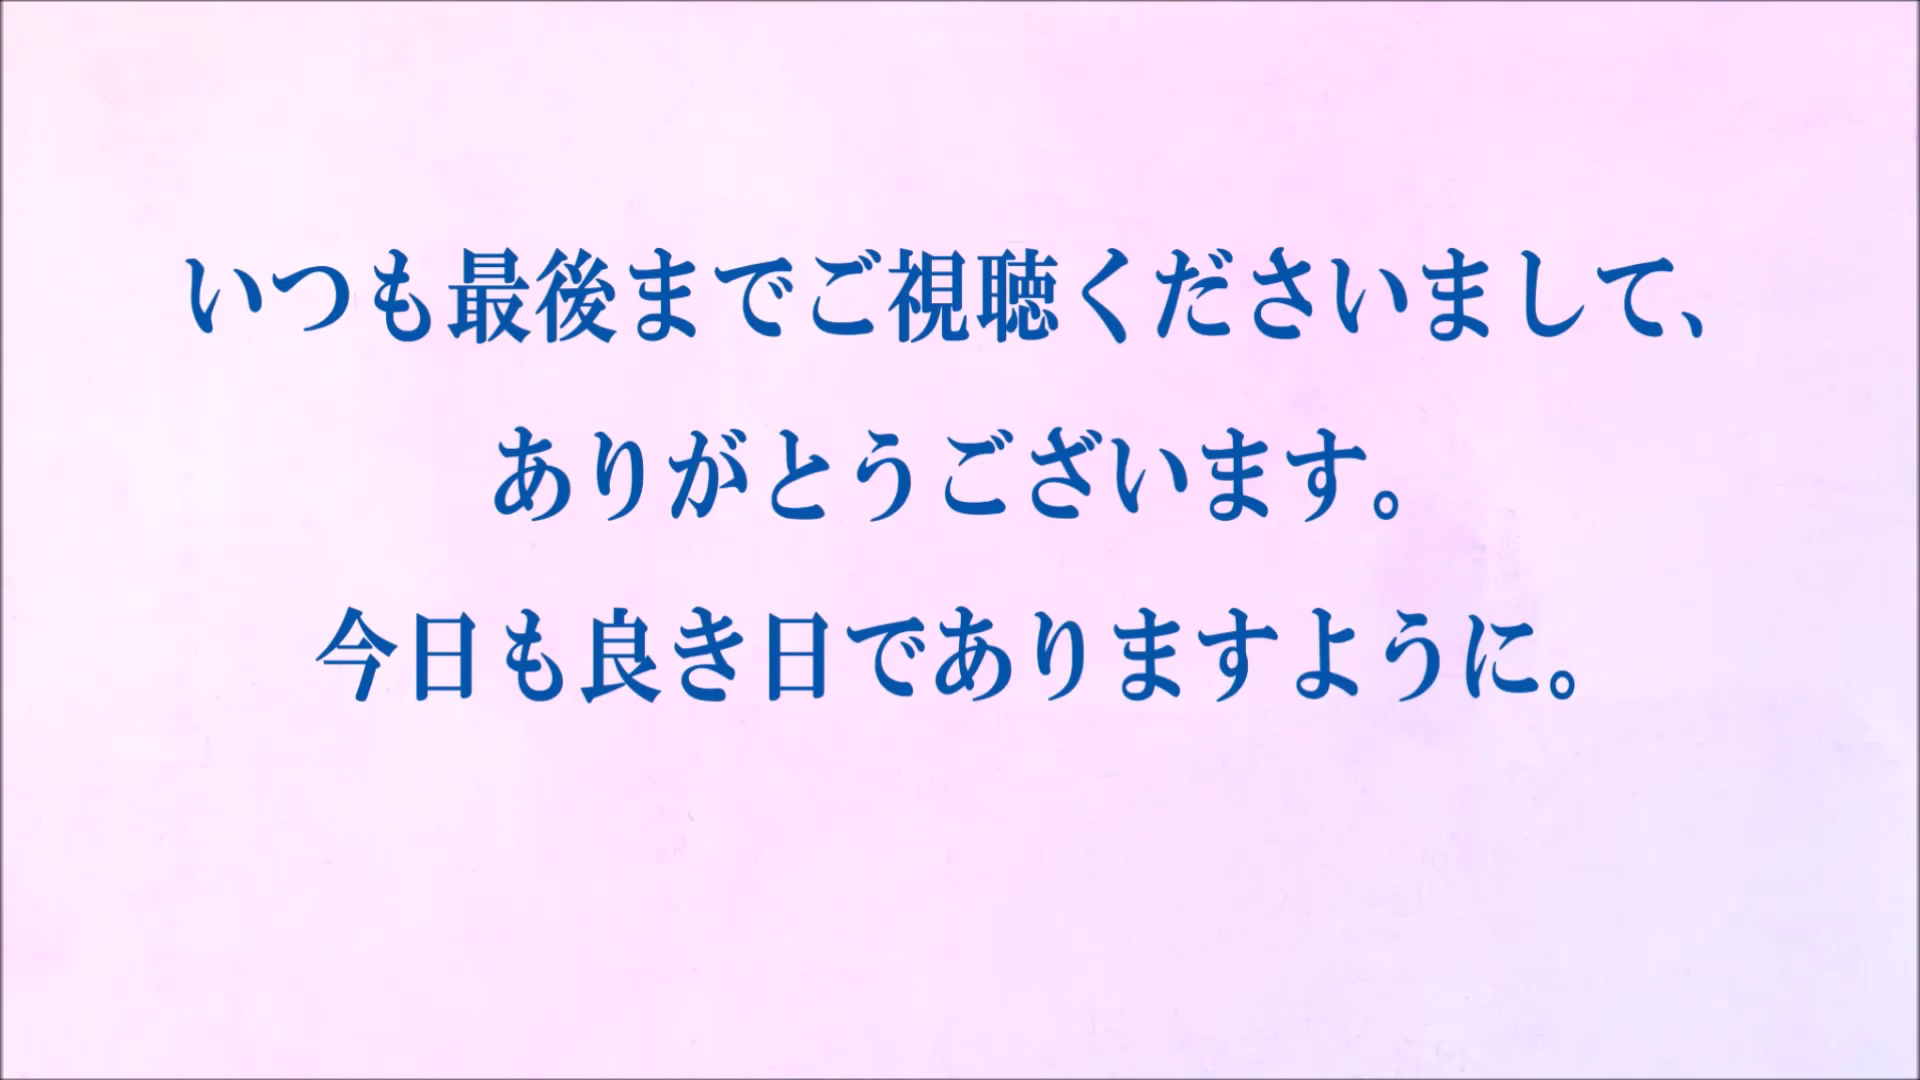 いつも最後までご視聴くださいまして、
ありがとうございます。
今日も良き日でありますように。